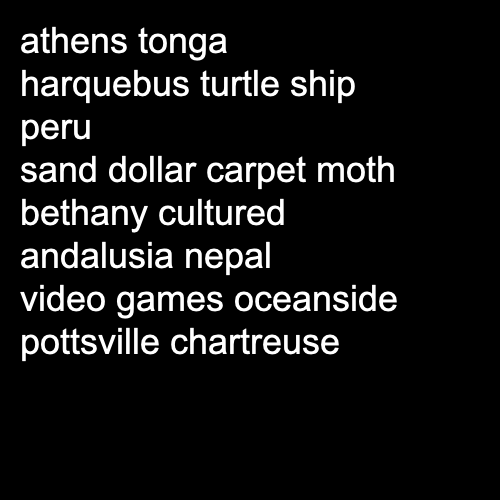 athens tonga
harquebus turtle ship
peru
sand dollar carpet moth
bethany cultured
andalusia nepal
video games oceanside
pottsville chartreuse